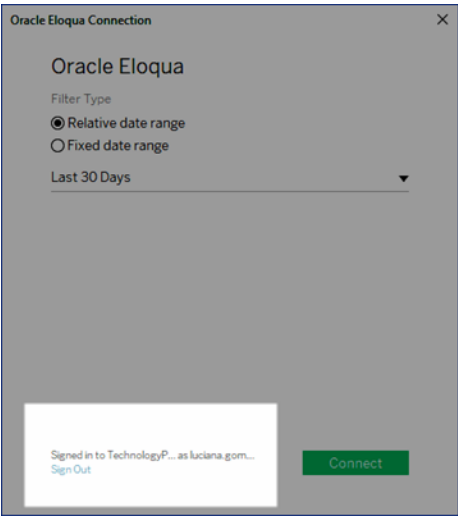 Oracle Eloqua Connection
Oracle Eloqua
Filter Type
Relative date range
Fixed date range
Last 30 Days
Signed in to TechnologyP... as luciana.gom...
Sign Out
Connect